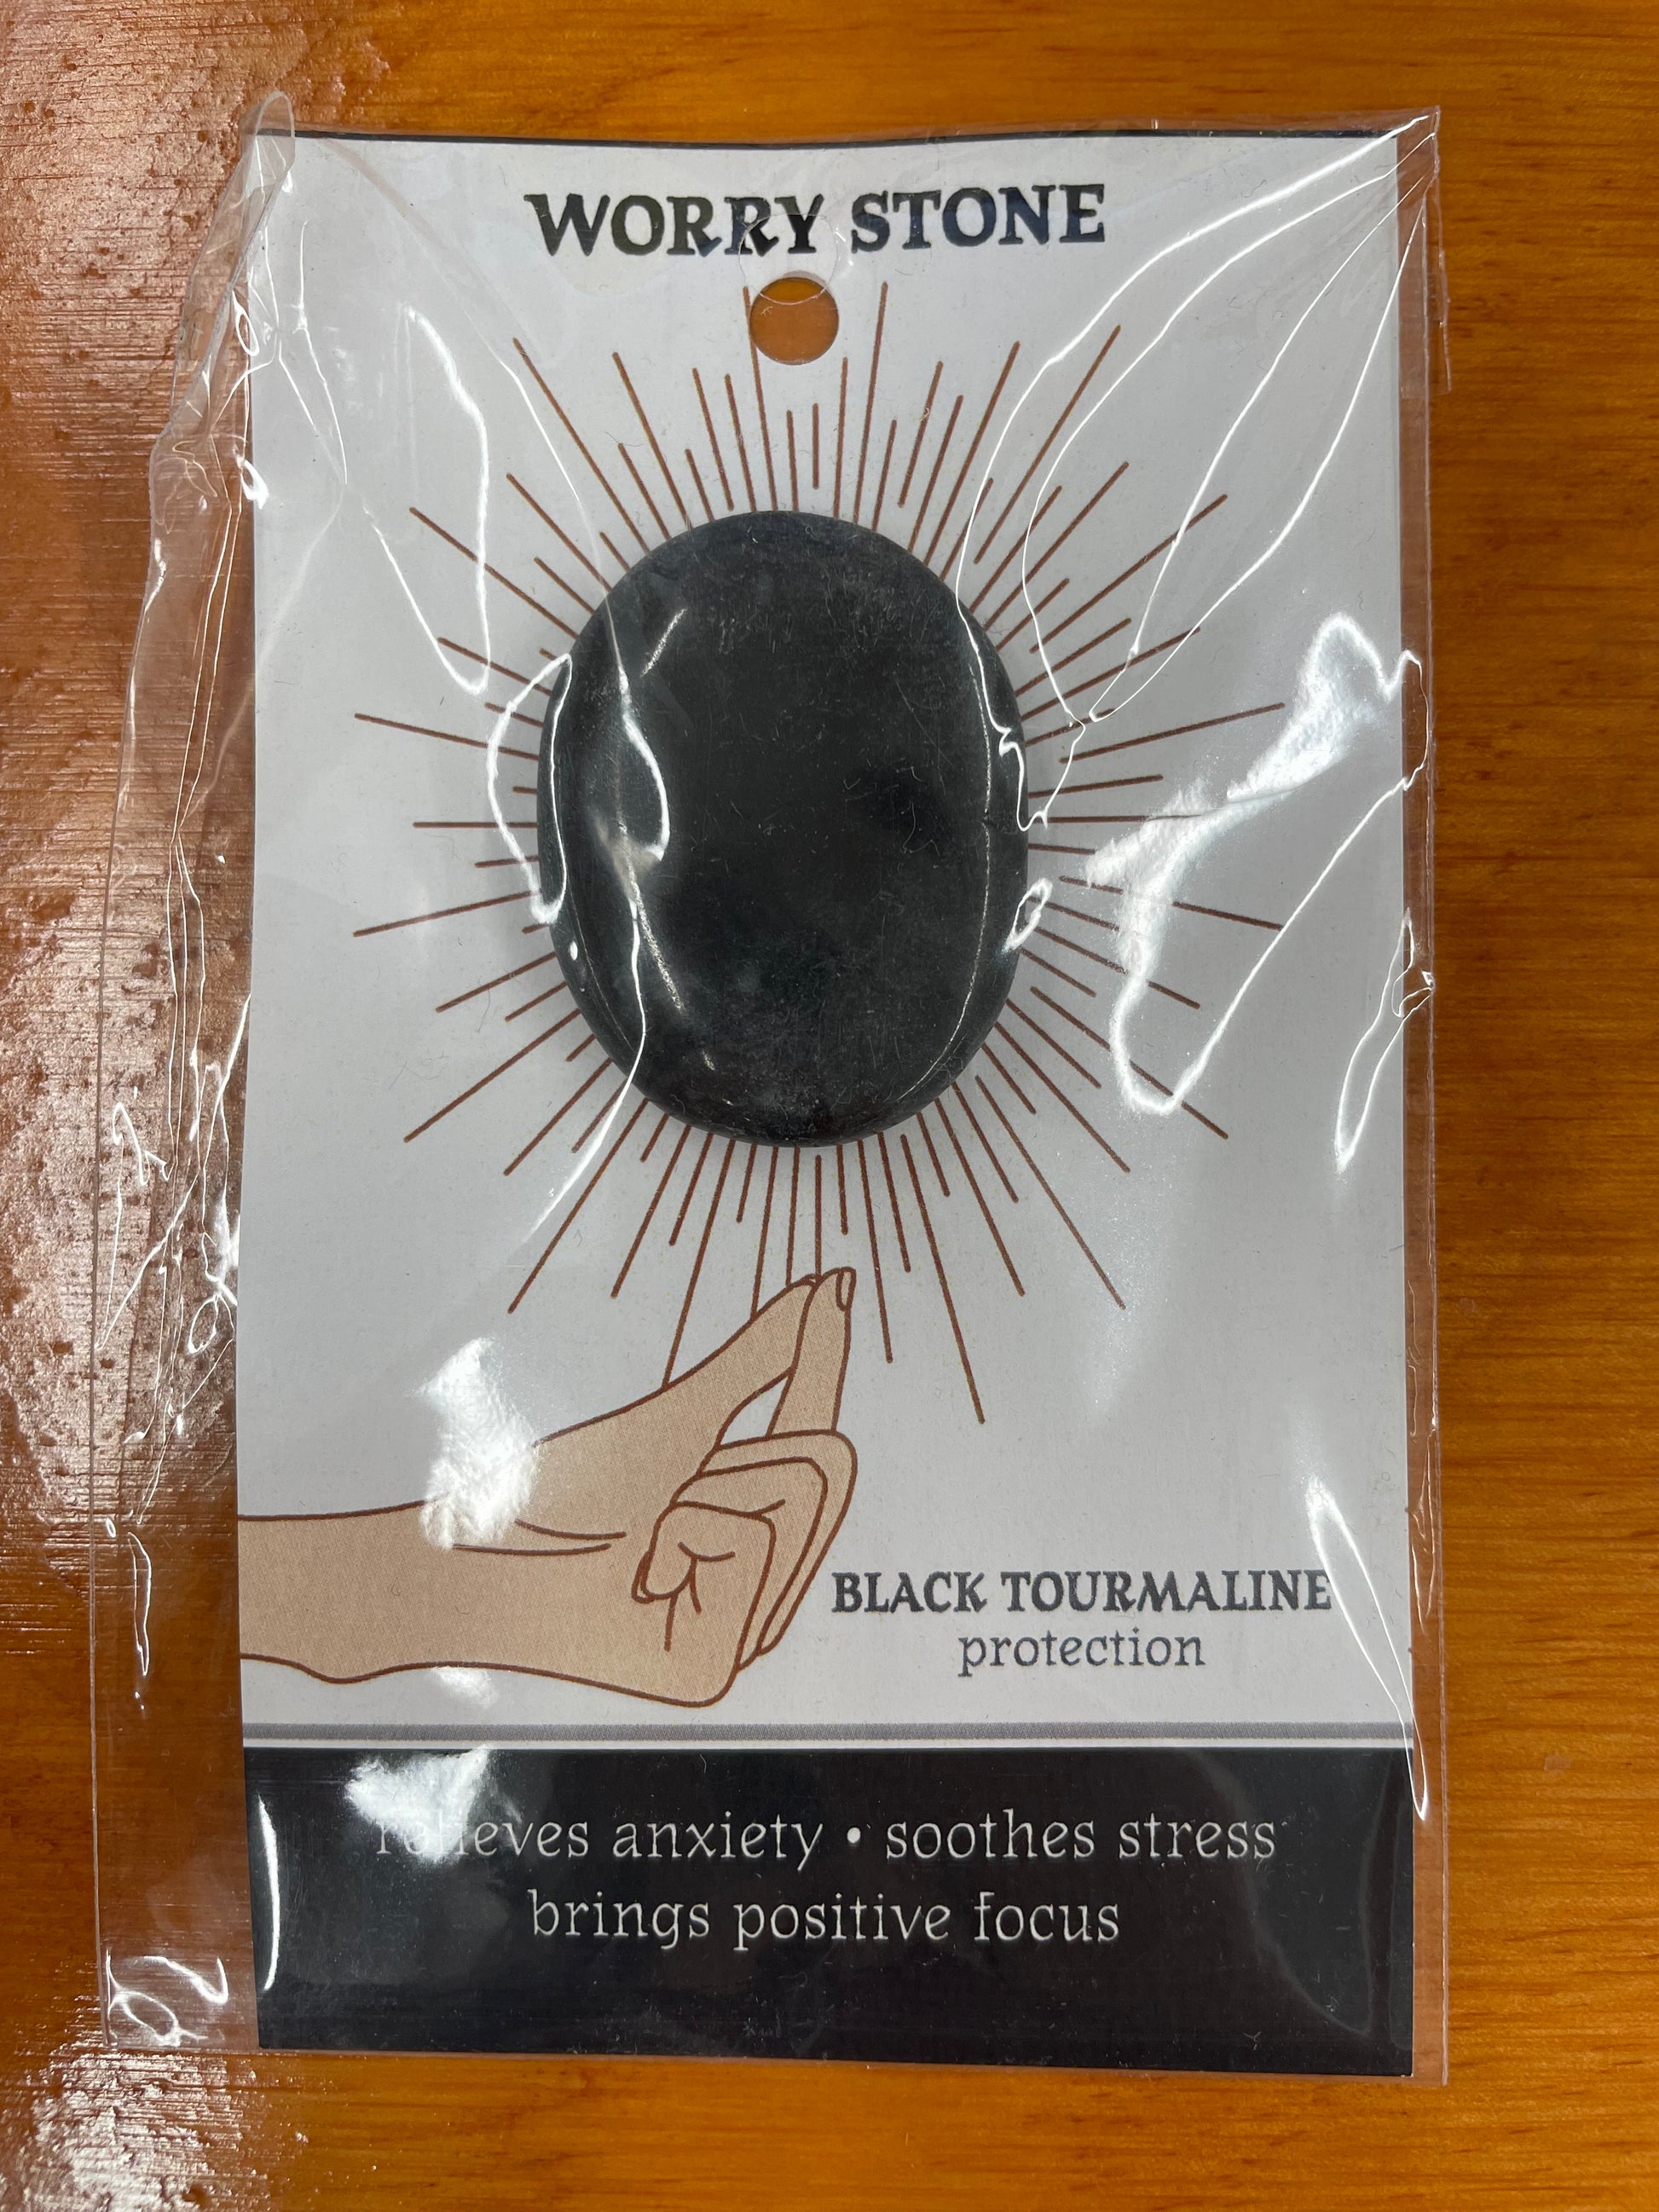 WORRY STONE
BLACK TOURMALINE
protection
relieves anxiety • soothes stress
brings positive focus